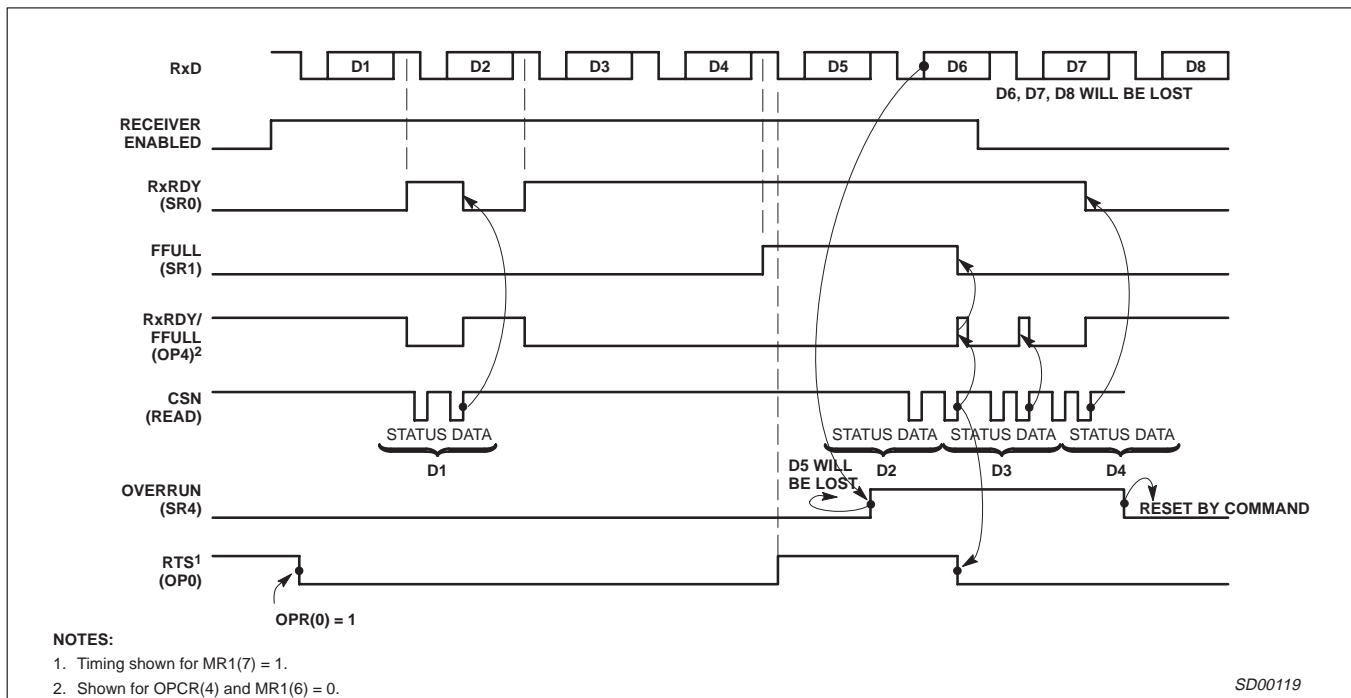 RxD
D1 D2 D3 D4 D5 D6 D7 D8
D6, D7, D8 WILL BE LOST
RECEIVER
ENABLED
RxRDY
(SR0)
FFULL
(SR1)
RxRDY/
FFULL
(OP4)2
CSN
(READ)
STATUS DATA STATUS DATA STATUS DATA STATUS DATA
D1 D2 D3 D4
D5 WILL
BE LOST
OVERRUN
(SR4)
RESET BY COMMAND
RTS1
(OP0)
OPR(0) = 1
NOTES:
1. Timing shown for MR1(7) = 1.
2. Shown for OPCR(4) and MR1(6) = 0.
SD00119